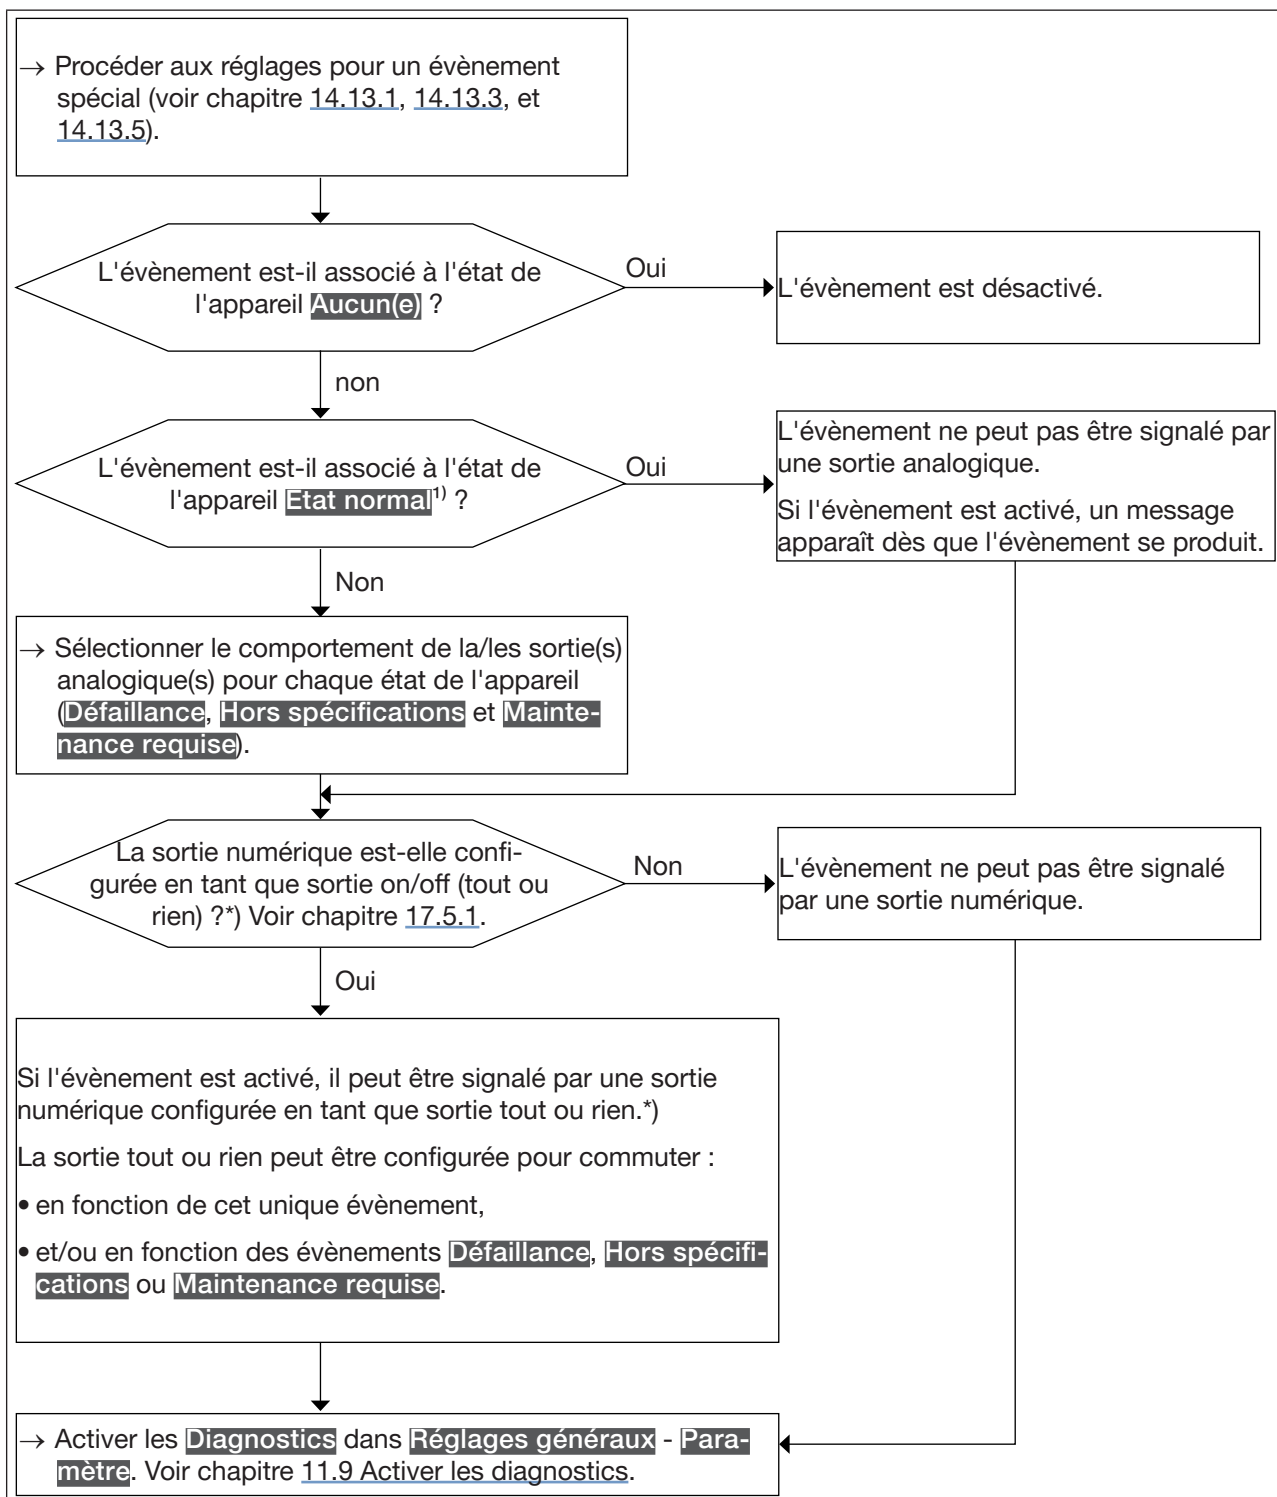 → Procéder aux réglages pour un évènement
spécial (voir chapitre 14.13.1, 14.13.3, et
14.13.5).
L'évènement est-il associé à l'état de
l'appareil Aucun(e) ?
Oui
L'évènement est désactivé.
non
L'évènement est-il associé à l'état de
l'appareil Etat normal1) ?
Oui
L'évènement ne peut pas être signalé par
une sortie analogique.
Si l'évènement est activé, un message
apparaît dès que l'évènement se produit.
Non
→ Sélectionner le comportement de la/les sortie(s)
analogique(s) pour chaque état de l'appareil
(Défaillance, Hors spécifications et Mainte-
nance requise).
La sortie numérique est-elle confi-
gurée en tant que sortie on/off (tout ou
rien) ?*) Voir chapitre 17.5.1.
Non
L'évènement ne peut pas être signalé
par une sortie numérique.
Oui
Si l'évènement est activé, il peut être signalé par une sortie
numérique configurée en tant que sortie tout ou rien.*)
La sortie tout ou rien peut être configurée pour commuter :
• en fonction de cet unique évènement,
• et/ou en fonction des évènements Défaillance, Hors spécifi-
cations ou Maintenance requise.
→ Activer les Diagnostics dans Réglages généraux - Para-
mètre. Voir chapitre 11.9 Activer les diagnostics.